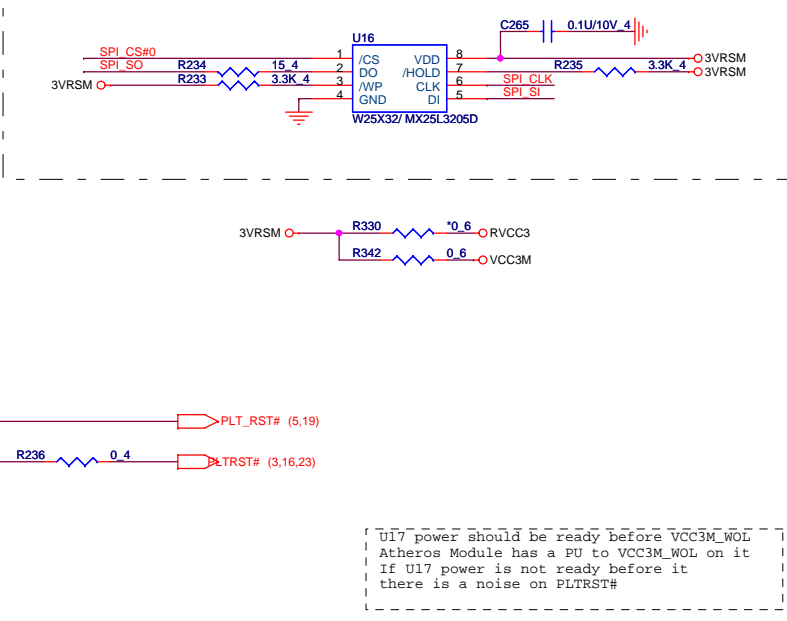 C265 0.1U/10V_4
U16
SPI_CS#0 1 /CS VDD 8 3VRSM
SPI_SO R234 15_4 2 DO /HOLD 7 R235 3.3K_4 3VRSM
3VRSM R233 3.3K_4 3 /WP CLK 6 SPI_CLK
4 GND DI 5 SPI_SI
W25X32/ MX25L3205D
3VRSM R330 *0_6 RVCC3
R342 0_6 VCC3M
PLT_RST# (5,19)
R236 0_4 PLTRST# (3,16,23)
U17 power should be ready before VCC3M_WOL
Atheros Module has a PU to VCC3M_WOL on it
If U17 power is not ready before it
there is a noise on PLTRST#